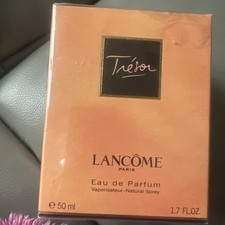 Trésor
LANCÔME
PARIS
Eau de Parfum
Vaporisateur-Natural Spray
℮ 50 ml 1.7 FL.OZ